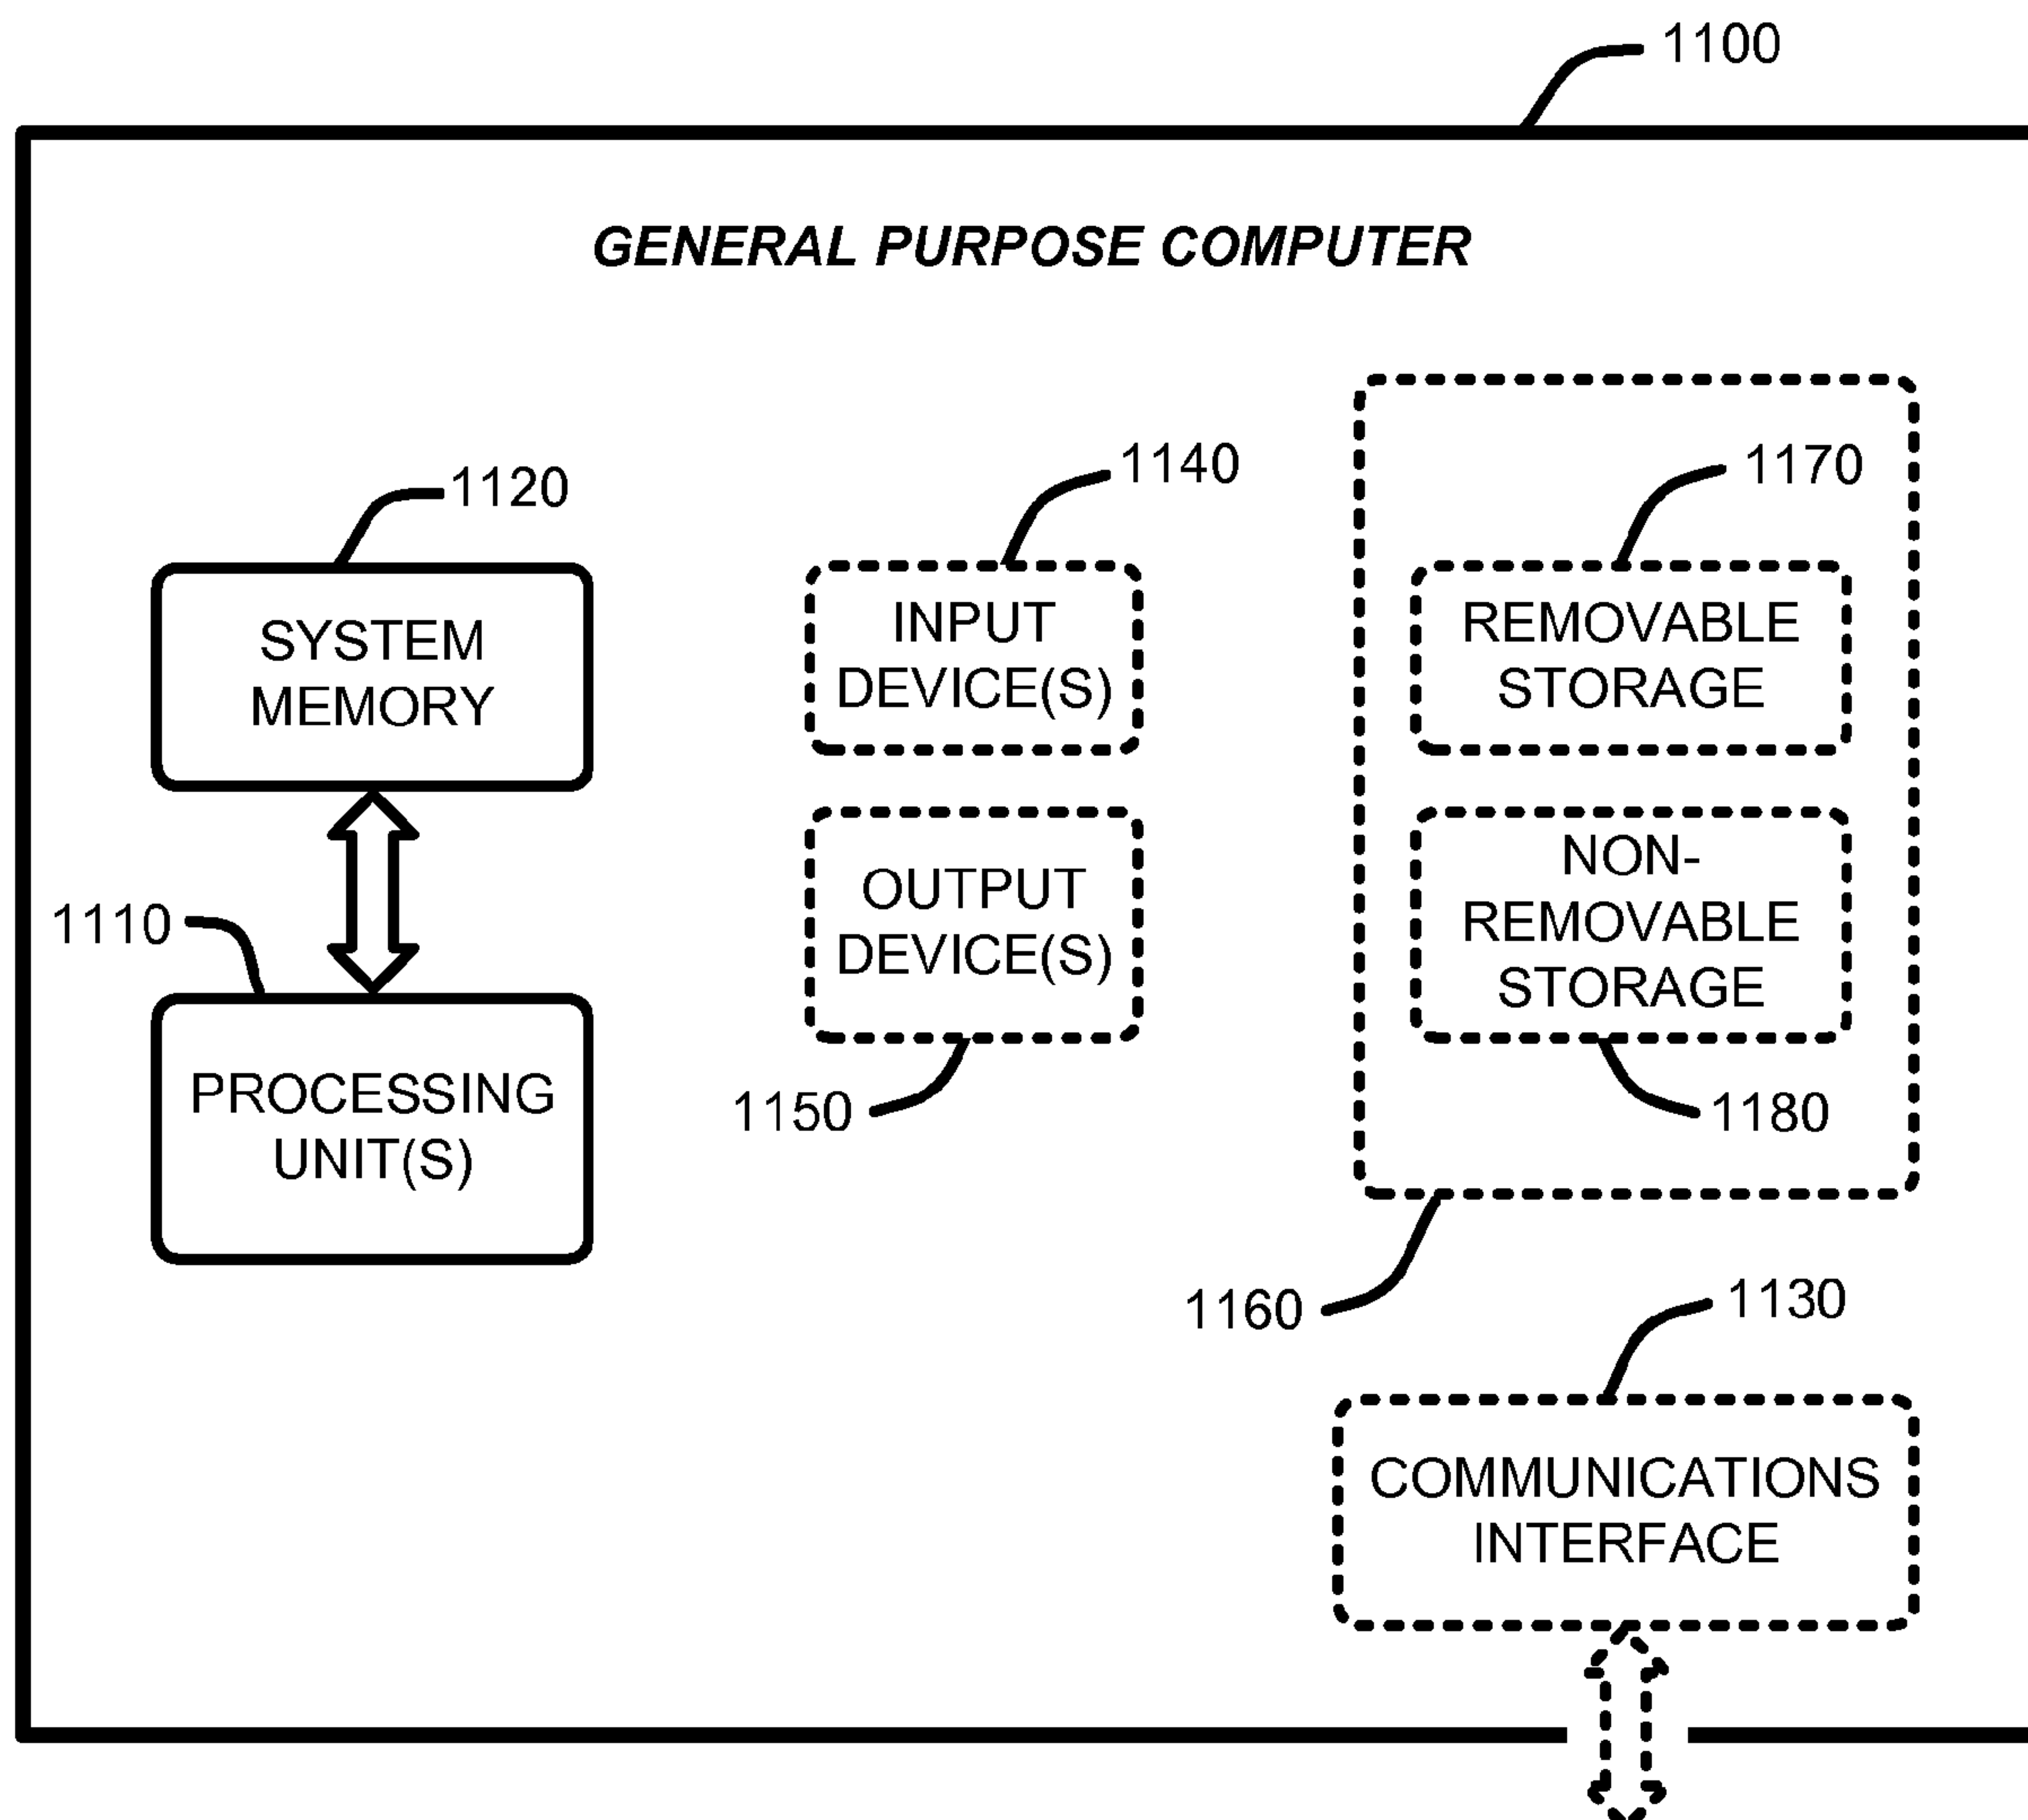 1100
GENERAL PURPOSE COMPUTER
1120
SYSTEM
MEMORY
1110
PROCESSING
UNIT(S)
1140
INPUT
DEVICE(S)
OUTPUT
DEVICE(S)
1150
1170
REMOVABLE
STORAGE
NON-
REMOVABLE
STORAGE
1180
1160
1130
COMMUNICATIONS
INTERFACE